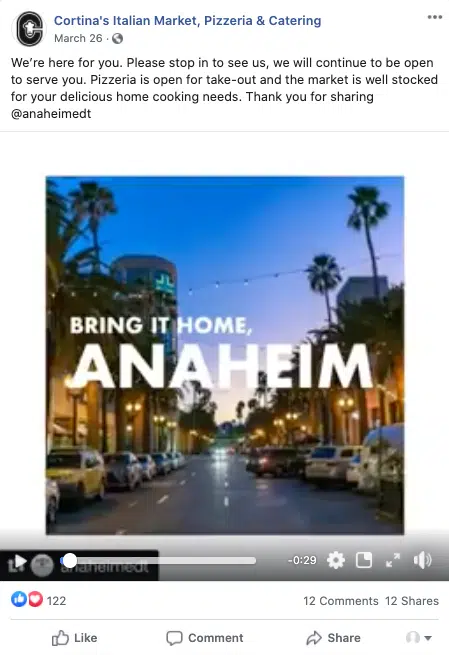 Cortina's Italian Market, Pizzeria & Catering
March 26 ·
We're here for you. Please stop in to see us, we will continue to be open
to serve you. Pizzeria is open for take-out and the market is well stocked
for your delicious home cooking needs. Thank you for sharing
@anaheimedt
BRING IT HOME,
ANAHEIM
anaheimedt
-0:29
122
12 Comments 12 Shares
Like
Comment
Share